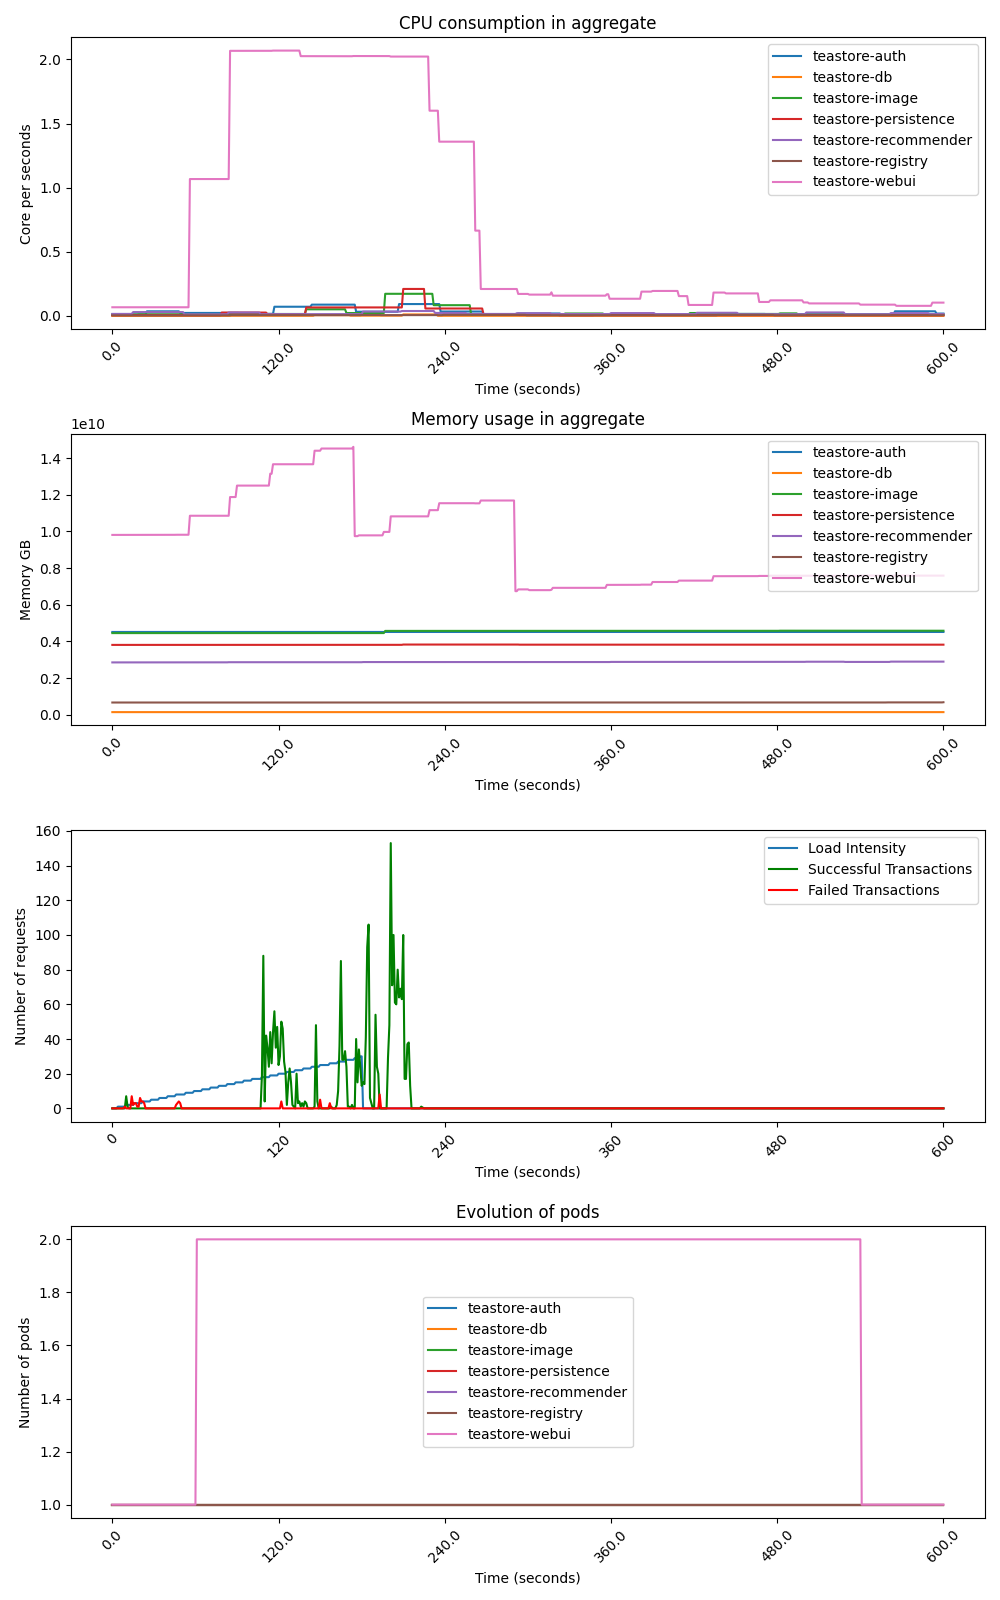 CPU consumption in aggregate
2.0
1.5
1.0
0.5
0.0
Core per seconds
teastore-auth
teastore-db
teastore-image
teastore-persistence
teastore-recommender
teastore-registry
teastore-webui
0.0
120.0
240.0
360.0
480.0
600.0
Time (seconds)
Memory usage in aggregate
1e10
1.4
1.2
1.0
0.8
0.6
0.4
0.2
0.0
Memory GB
teastore-auth
teastore-db
teastore-image
teastore-persistence
teastore-recommender
teastore-registry
teastore-webui
0.0
120.0
240.0
360.0
480.0
600.0
Time (seconds)
160
140
120
100
80
60
40
20
0
Number of requests
Load Intensity
Successful Transactions
Failed Transactions
0
120
240
360
480
600
Time (seconds)
Evolution of pods
2.0
1.8
1.6
1.4
1.2
1.0
Number of pods
teastore-auth
teastore-db
teastore-image
teastore-persistence
teastore-recommender
teastore-registry
teastore-webui
0.0
120.0
240.0
360.0
480.0
600.0
Time (seconds)